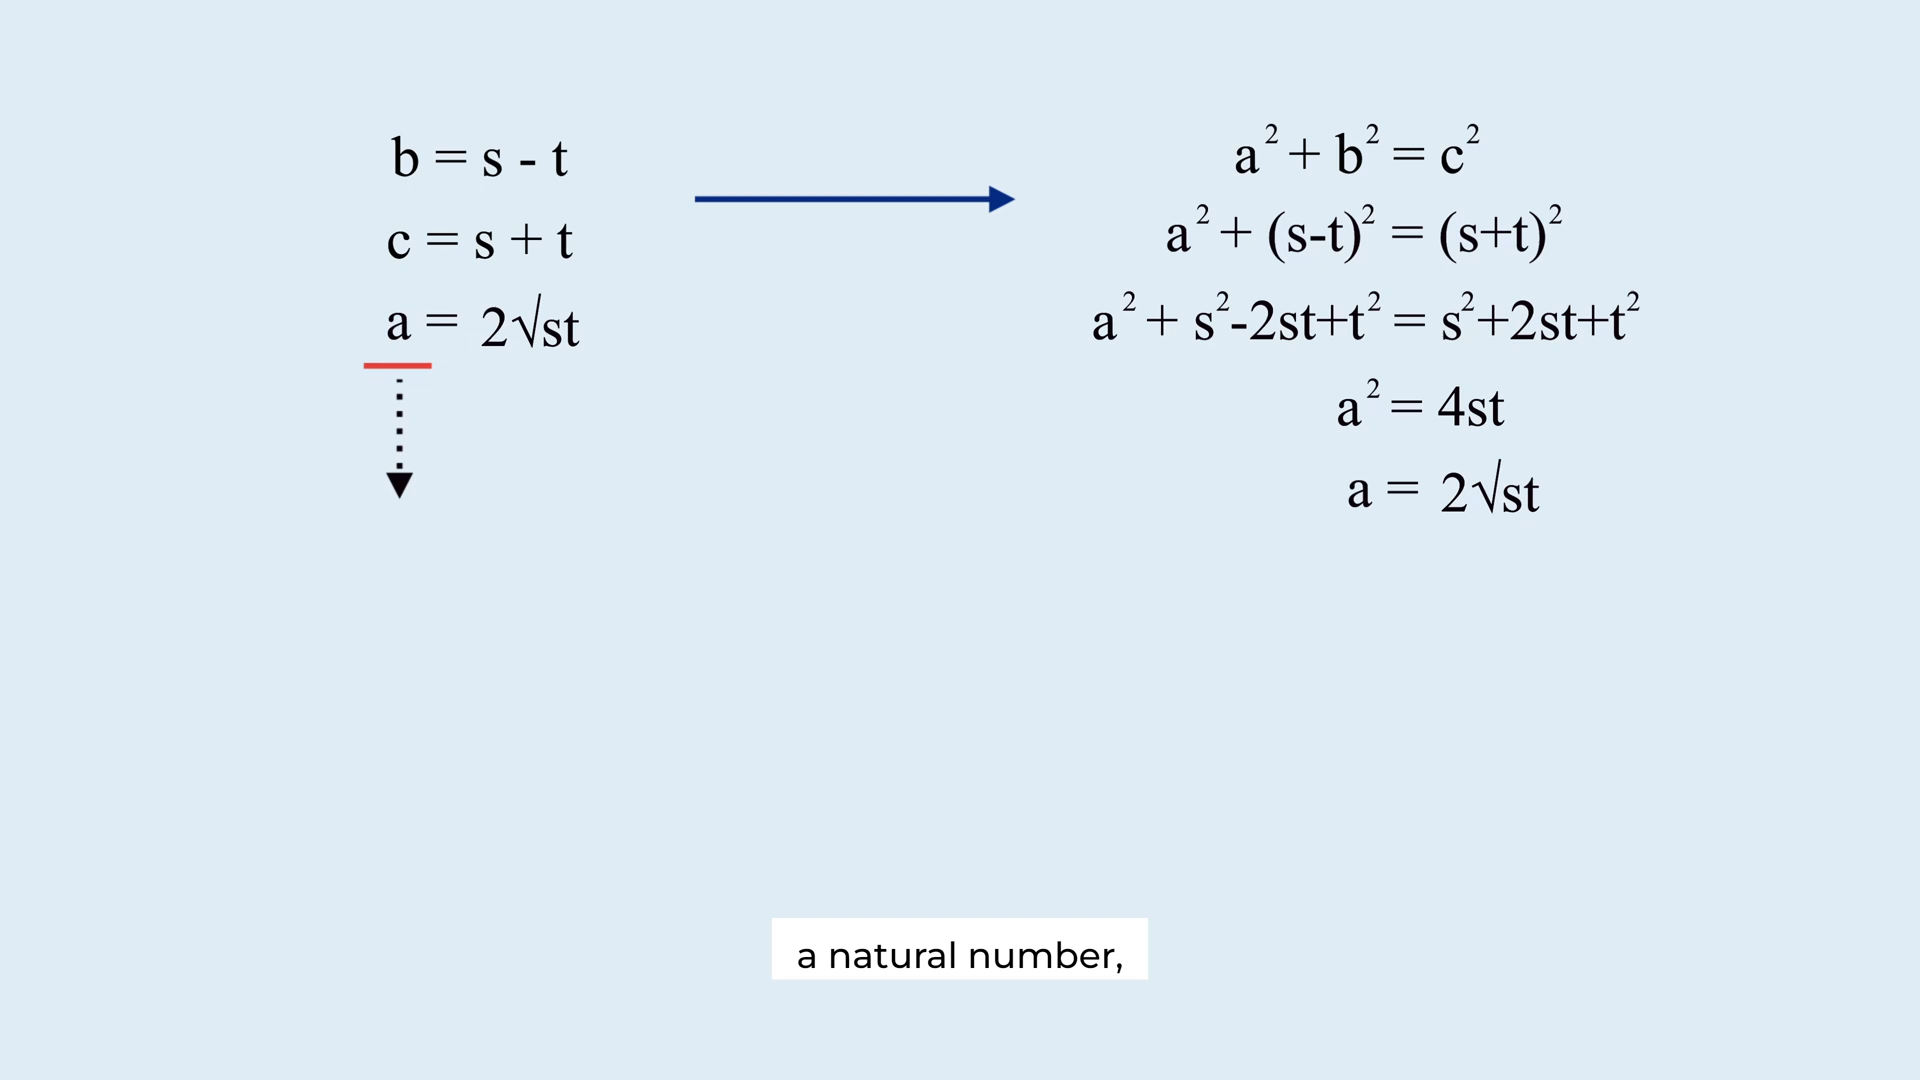 b = s - t
c = s + t
a = 2√st
a² + b² = c²
a² + (s-t)² = (s+t)²
a² + s²-2st+t² = s²+2st+t²
a² = 4st
a = 2√st
a natural number,